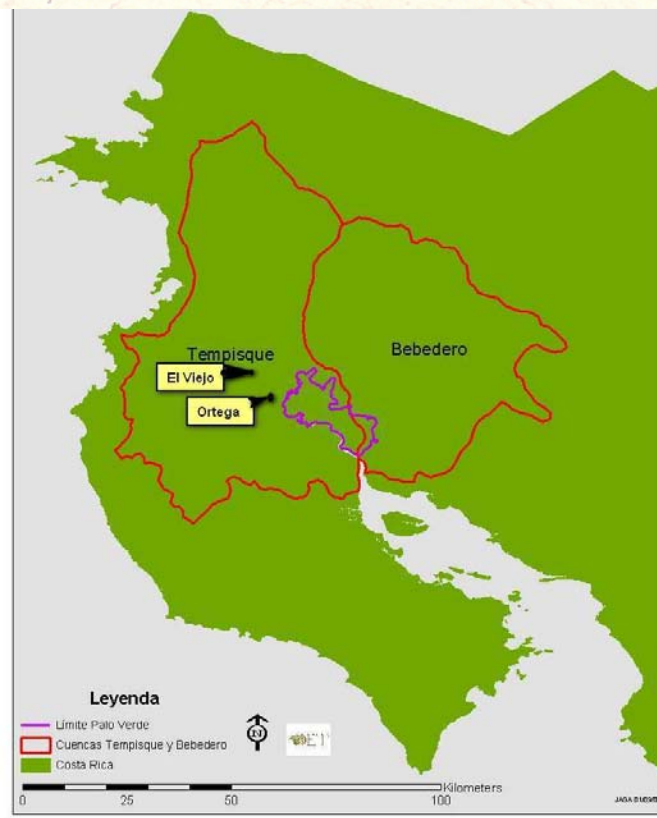 Tempisque
Bebedero
El Viejo
Ortega
Leyenda
Límite Palo Verde
Cuencas Tempisque y Bebedero
Costa Rica
N
OET
Kilometers
0 25 50 100